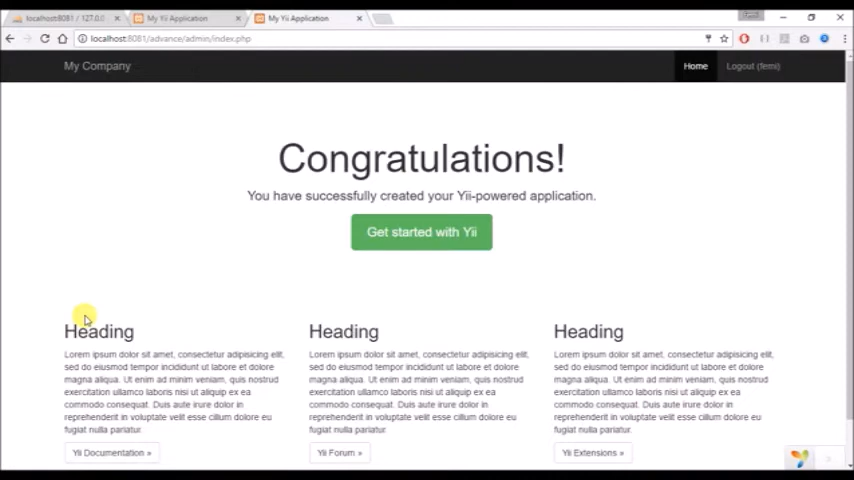 localhost:8081 / 127.0.0
My Yii Application
My Yii Application
localhost:8081/advance/admin/index.php
My Company
Home
Logout (femi)
Congratulations!
You have successfully created your Yii-powered application.
Get started with Yii
Heading
Lorem ipsum dolor sit amet, consectetur adipisicing elit,
sed do eiusmod tempor incididunt ut labore et dolore
magna aliqua. Ut enim ad minim veniam, quis nostrud
exercitation ullamco laboris nisi ut aliquip ex ea
commodo consequat. Duis aute irure dolor in
reprehenderit in voluptate velit esse cillum dolore eu
fugiat nulla pariatur.
Yii Documentation »
Heading
Lorem ipsum dolor sit amet, consectetur adipisicing elit,
sed do eiusmod tempor incididunt ut labore et dolore
magna aliqua. Ut enim ad minim veniam, quis nostrud
exercitation ullamco laboris nisi ut aliquip ex ea
commodo consequat. Duis aute irure dolor in
reprehenderit in voluptate velit esse cillum dolore eu
fugiat nulla pariatur.
Yii Forum »
Heading
Lorem ipsum dolor sit amet, consectetur adipisicing elit,
sed do eiusmod tempor incididunt ut labore et dolore
magna aliqua. Ut enim ad minim veniam, quis nostrud
exercitation ullamco laboris nisi ut aliquip ex ea
commodo consequat. Duis aute irure dolor in
reprehenderit in voluptate velit esse cillum dolore eu
fugiat nulla pariatur.
Yii Extensions »